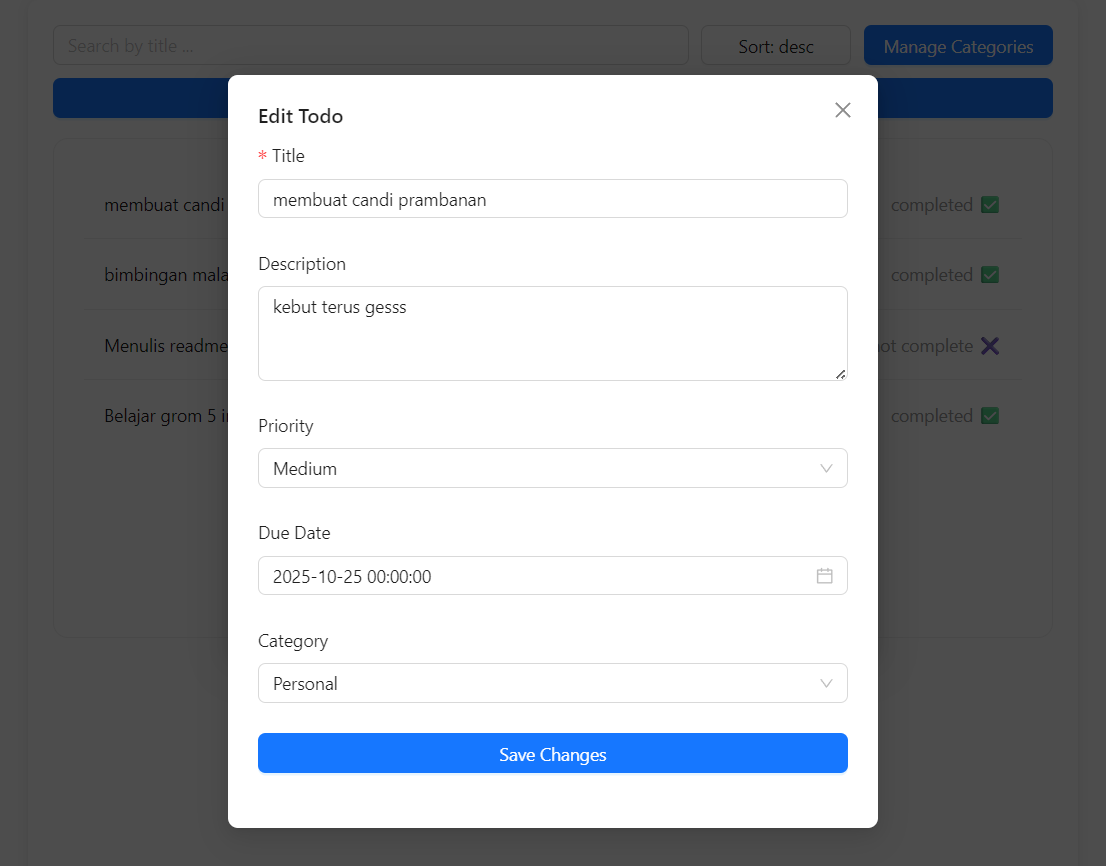 Search by title ...
Sort: desc
Manage Categories
Edit Todo
* Title
membuat candi prambanan
Description
kebut terus gesss
Priority
Medium
Due Date
2025-10-25 00:00:00
Category
Personal
Save Changes
membuat candi
completed
bimbingan mala
completed
Menulis readme
not complete
Belajar grom 5
completed